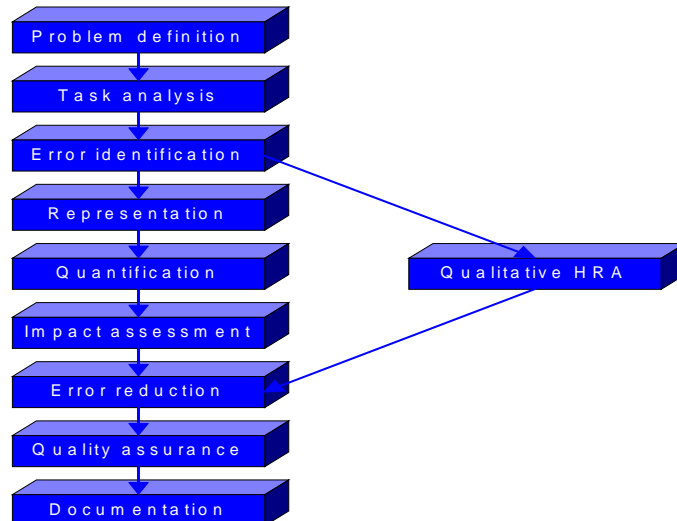 Problem definition
Task analysis
Error identification
Representation
Quantification
Qualitative HRA
Impact assessment
Error reduction
Quality assurance
Documentation